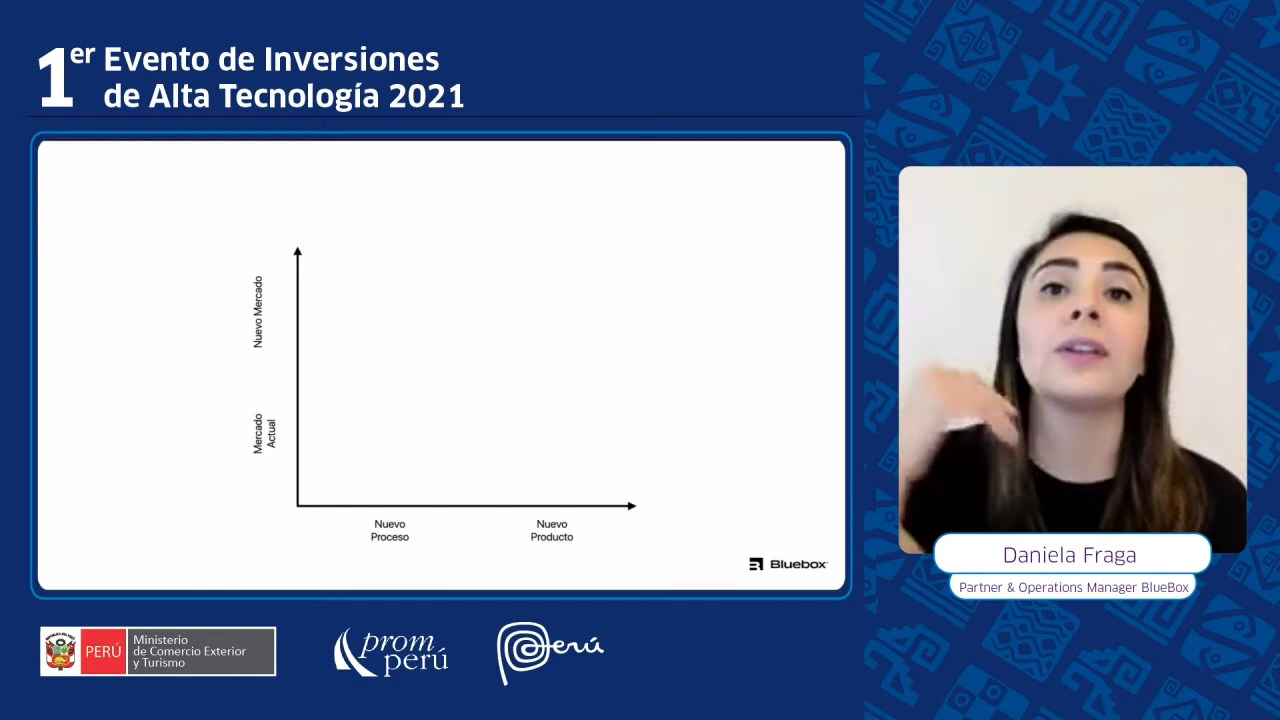 1er Evento de Inversiones
de Alta Tecnología 2021
Nuevo Mercado
Mercado
Actual
Nuevo
Proceso
Nuevo
Producto
Bluebox
Daniela Fraga
Partner & Operations Manager BlueBox
PERÚ
Ministerio
de Comercio Exterior
y Turismo
prom
perú
Perú